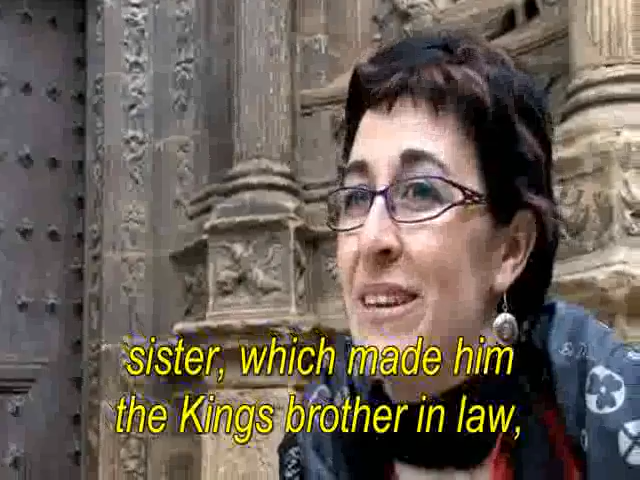 sister, which made him
the Kings brother in law,